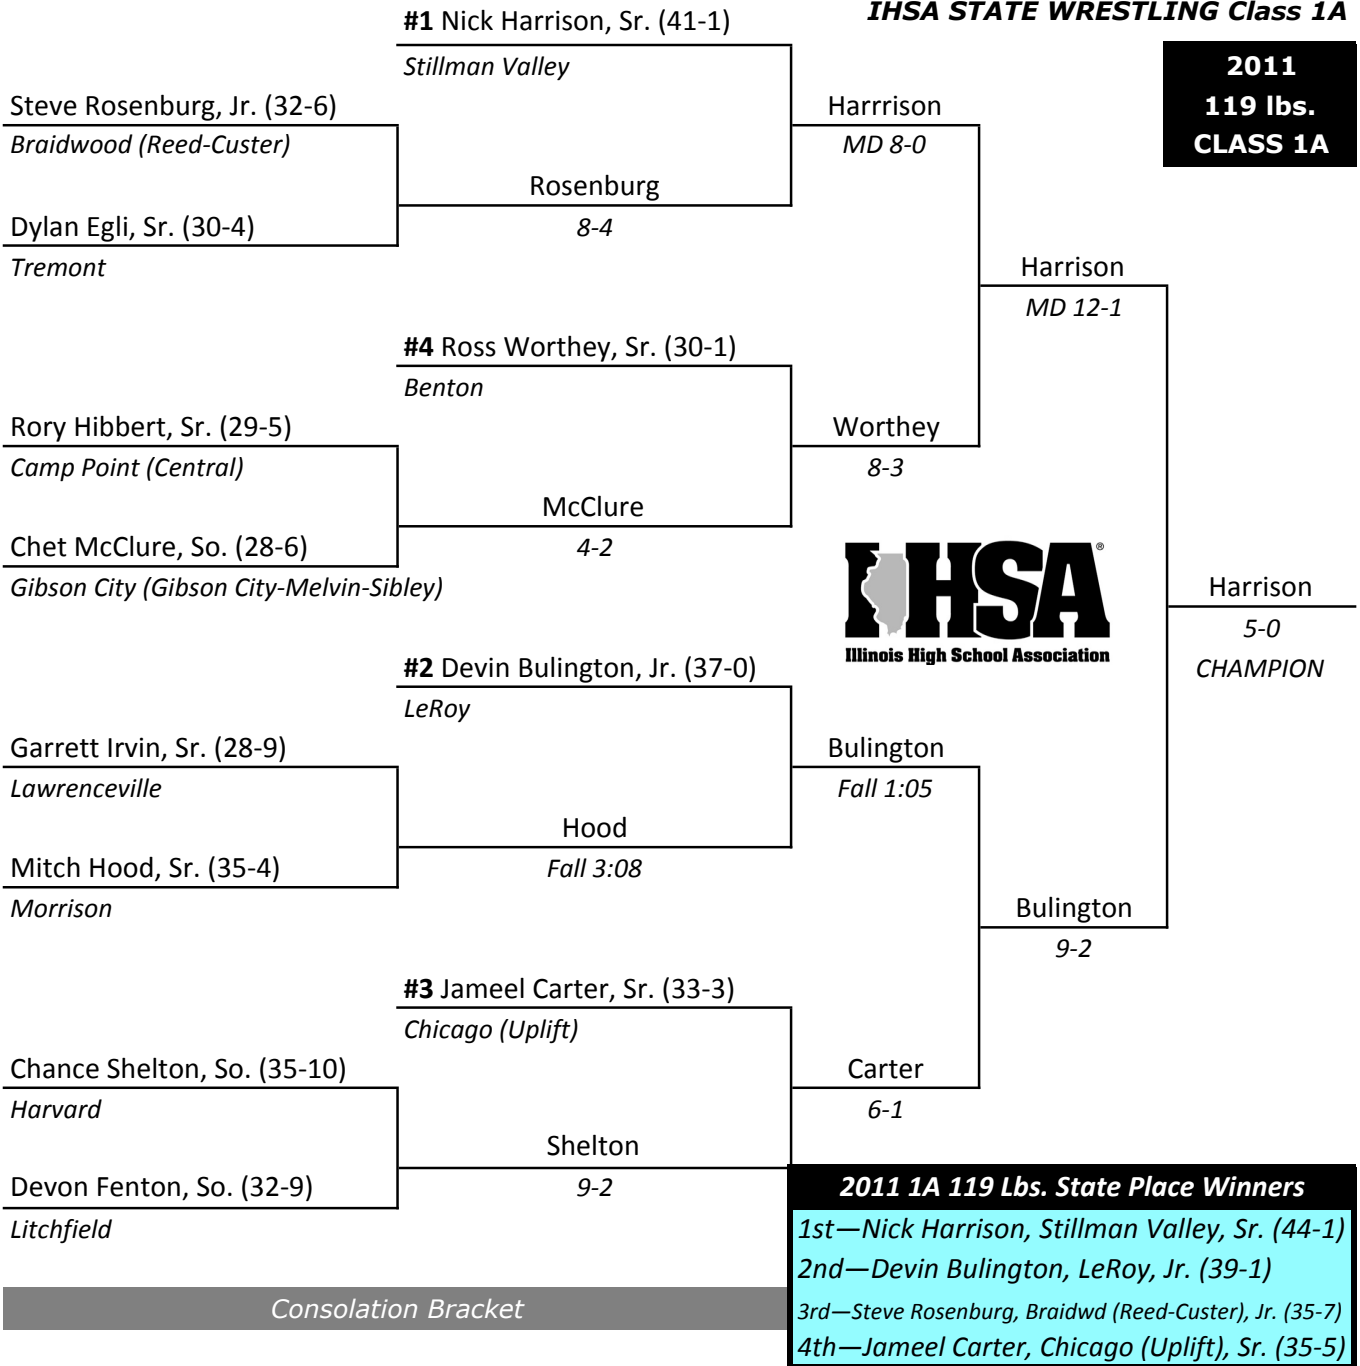 IHSA STATE WRESTLING Class 1A
#1 Nick Harrison, Sr. (41-1)
Stillman Valley
2011
119 lbs.
CLASS 1A
Steve Rosenburg, Jr. (32-6)
Harrrison
Braidwood (Reed-Custer)
MD 8-0
Rosenburg
Dylan Egli, Sr. (30-4)
8-4
Tremont
Harrison
MD 12-1
#4 Ross Worthey, Sr. (30-1)
Benton
Rory Hibbert, Sr. (29-5)
Worthey
Camp Point (Central)
8-3
McClure
Chet McClure, So. (28-6)
4-2
Gibson City (Gibson City-Melvin-Sibley)
IHSA®
Illinois High School Association
Harrison
5-0
CHAMPION
#2 Devin Bulington, Jr. (37-0)
LeRoy
Garrett Irvin, Sr. (28-9)
Bulington
Lawrenceville
Fall 1:05
Hood
Mitch Hood, Sr. (35-4)
Fall 3:08
Morrison
Bulington
9-2
#3 Jameel Carter, Sr. (33-3)
Chicago (Uplift)
Chance Shelton, So. (35-10)
Carter
Harvard
6-1
Shelton
Devon Fenton, So. (32-9)
9-2
Litchfield
2011 1A 119 Lbs. State Place Winners
1st—Nick Harrison, Stillman Valley, Sr. (44-1)
2nd—Devin Bulington, LeRoy, Jr. (39-1)
3rd—Steve Rosenburg, Braidwd (Reed-Custer), Jr. (35-7)
4th—Jameel Carter, Chicago (Uplift), Sr. (35-5)
Consolation Bracket